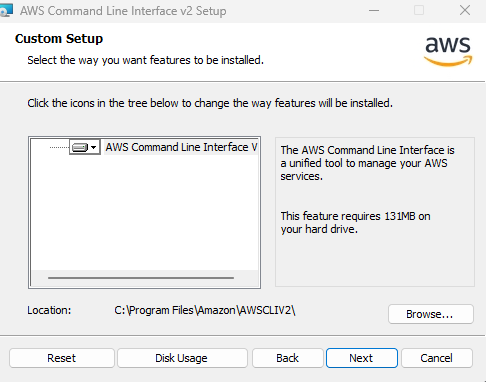 AWS Command Line Interface v2 Setup
Custom Setup
Select the way you want features to be installed.
aws
Click the icons in the tree below to change the way features will be installed.
AWS Command Line Interface V
The AWS Command Line Interface is
a unified tool to manage your AWS
services.
This feature requires 131MB on
your hard drive.
Location:
C:\Program Files\Amazon\AWSCLIV2\
Browse...
Reset
Disk Usage
Back
Next
Cancel